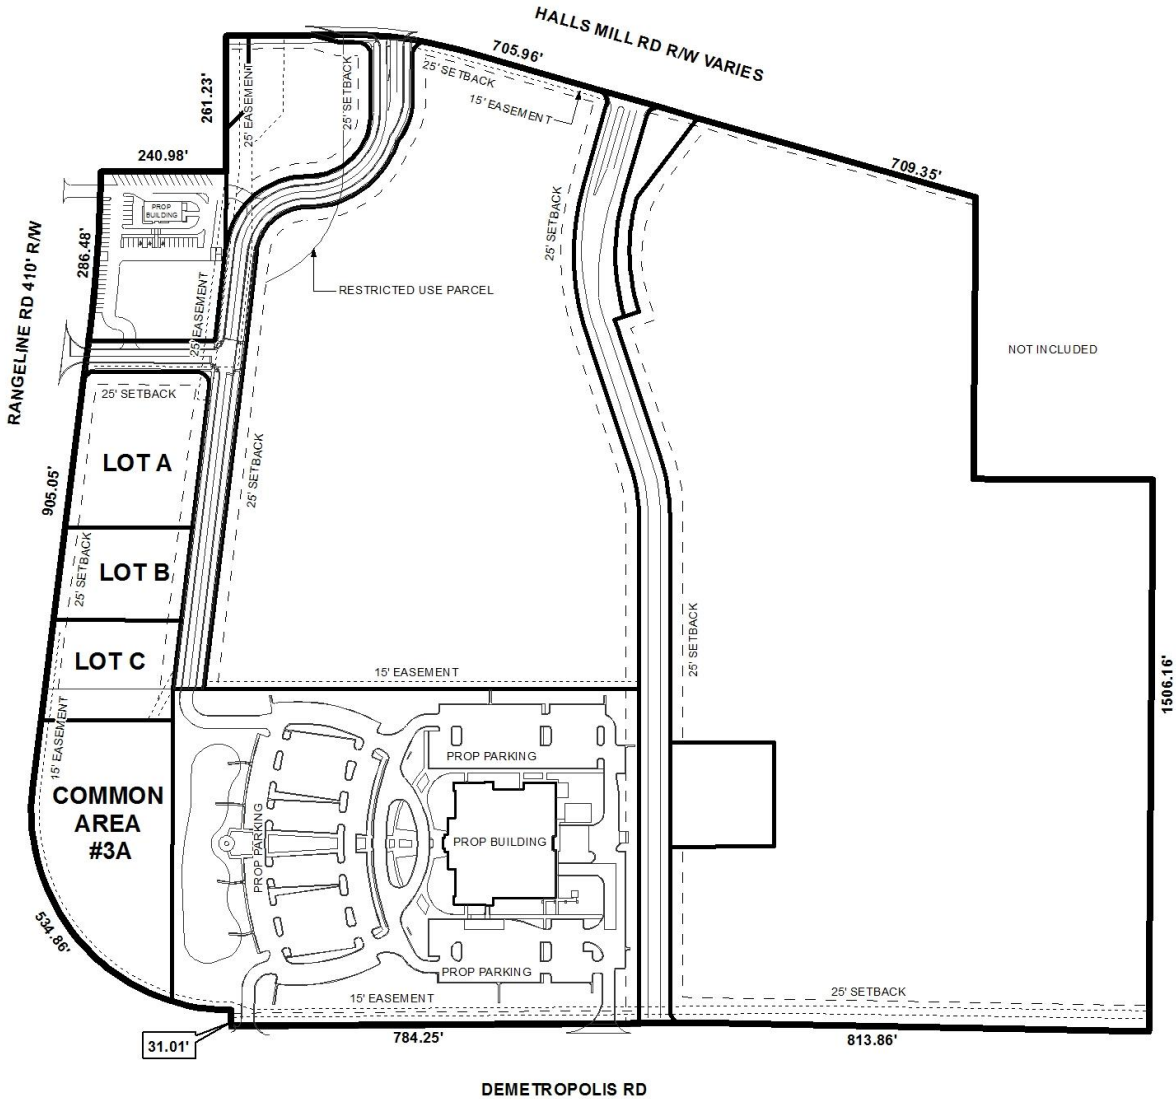 HALLS MILL RD R/W VARIES
705.96'
25' SETBACK
15' EASEMENT
709.35'
261.23'
25' EASEMENT
25' SETBACK
240.98'
PROP
BUILDING
286.48'
RANGELINE RD 410' R/W
25' EASEMENT
25' SETBACK
RESTRICTED USE PARCEL
NOT INCLUDED
25' SETBACK
LOT A
25' SETBACK
905.05'
LOT B
25' SETBACK
LOT C
15' EASEMENT
15' EASEMENT
25' SETBACK
1506.16'
COMMON
AREA
#3A
PROP PARKING
PROP PARKING
PROP BUILDING
PROP PARKING
534.86'
15' EASEMENT
25' SETBACK
31.01'
784.25'
813.86'
DEMETROPOLIS RD